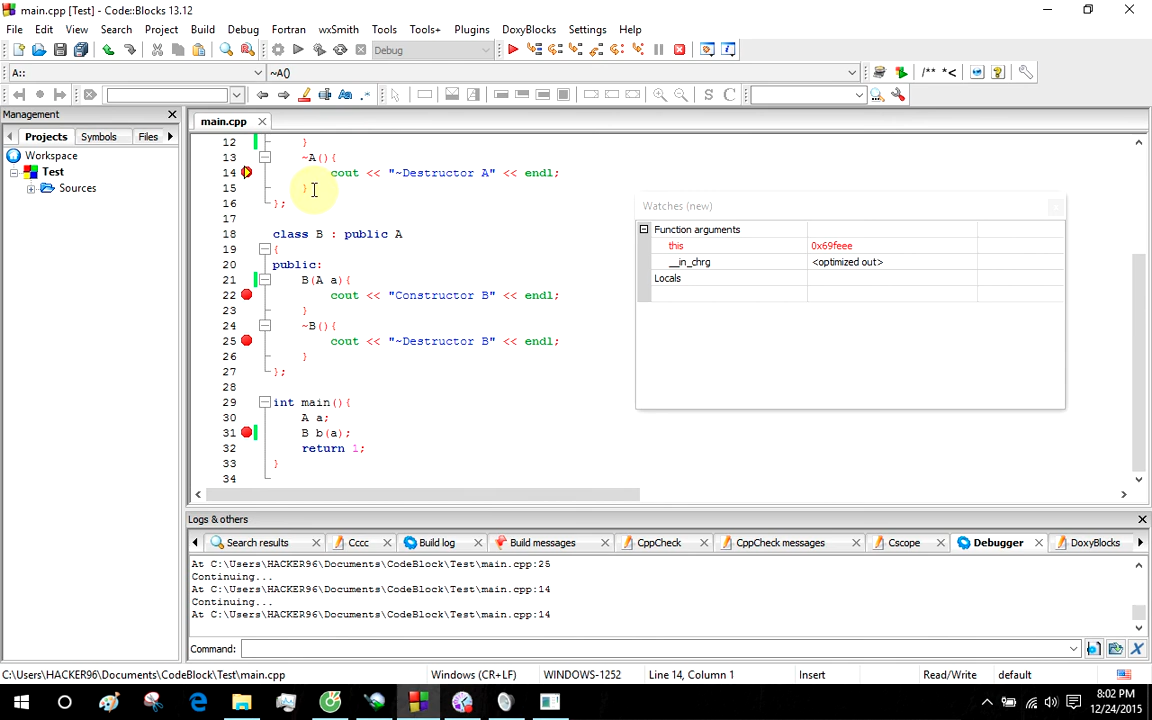 main.cpp [Test] - Code::Blocks 13.12
File Edit View Search Project Build Debug Fortran wxSmith Tools Tools+ Plugins DoxyBlocks Settings Help
Debug
A:: ~A()
/** *<
Aa .* S C
Management
main.cpp
Projects Symbols Files
Workspace
Test
Sources
12 }
13 ~A(){
14 cout << "~Destructor A" << endl;
15 }
16 };
17
18 class B : public A
19 {
20 public:
21 B(A a){
22 cout << "Constructor B" << endl;
23 }
24 ~B(){
25 cout << "~Destructor B" << endl;
26 }
27 };
28
29 int main(){
30 A a;
31 B b(a);
32 return 1;
33 }
34
Watches (new)
Function arguments
this 0x69feee
__in_chrg <optimized out>
Locals
Logs & others
Search results Cccc Build log Build messages CppCheck CppCheck messages Cscope Debugger DoxyBlocks
At C:\Users\HACKER96\Documents\CodeBlock\Test\main.cpp:25
Continuing...
At C:\Users\HACKER96\Documents\CodeBlock\Test\main.cpp:14
Continuing...
At C:\Users\HACKER96\Documents\CodeBlock\Test\main.cpp:14
Command:
C:\Users\HACKER96\Documents\CodeBlock\Test\main.cpp Windows (CR+LF) WINDOWS-1252 Line 14, Column 1 Insert Read/Write default
8:02 PM
12/24/2015